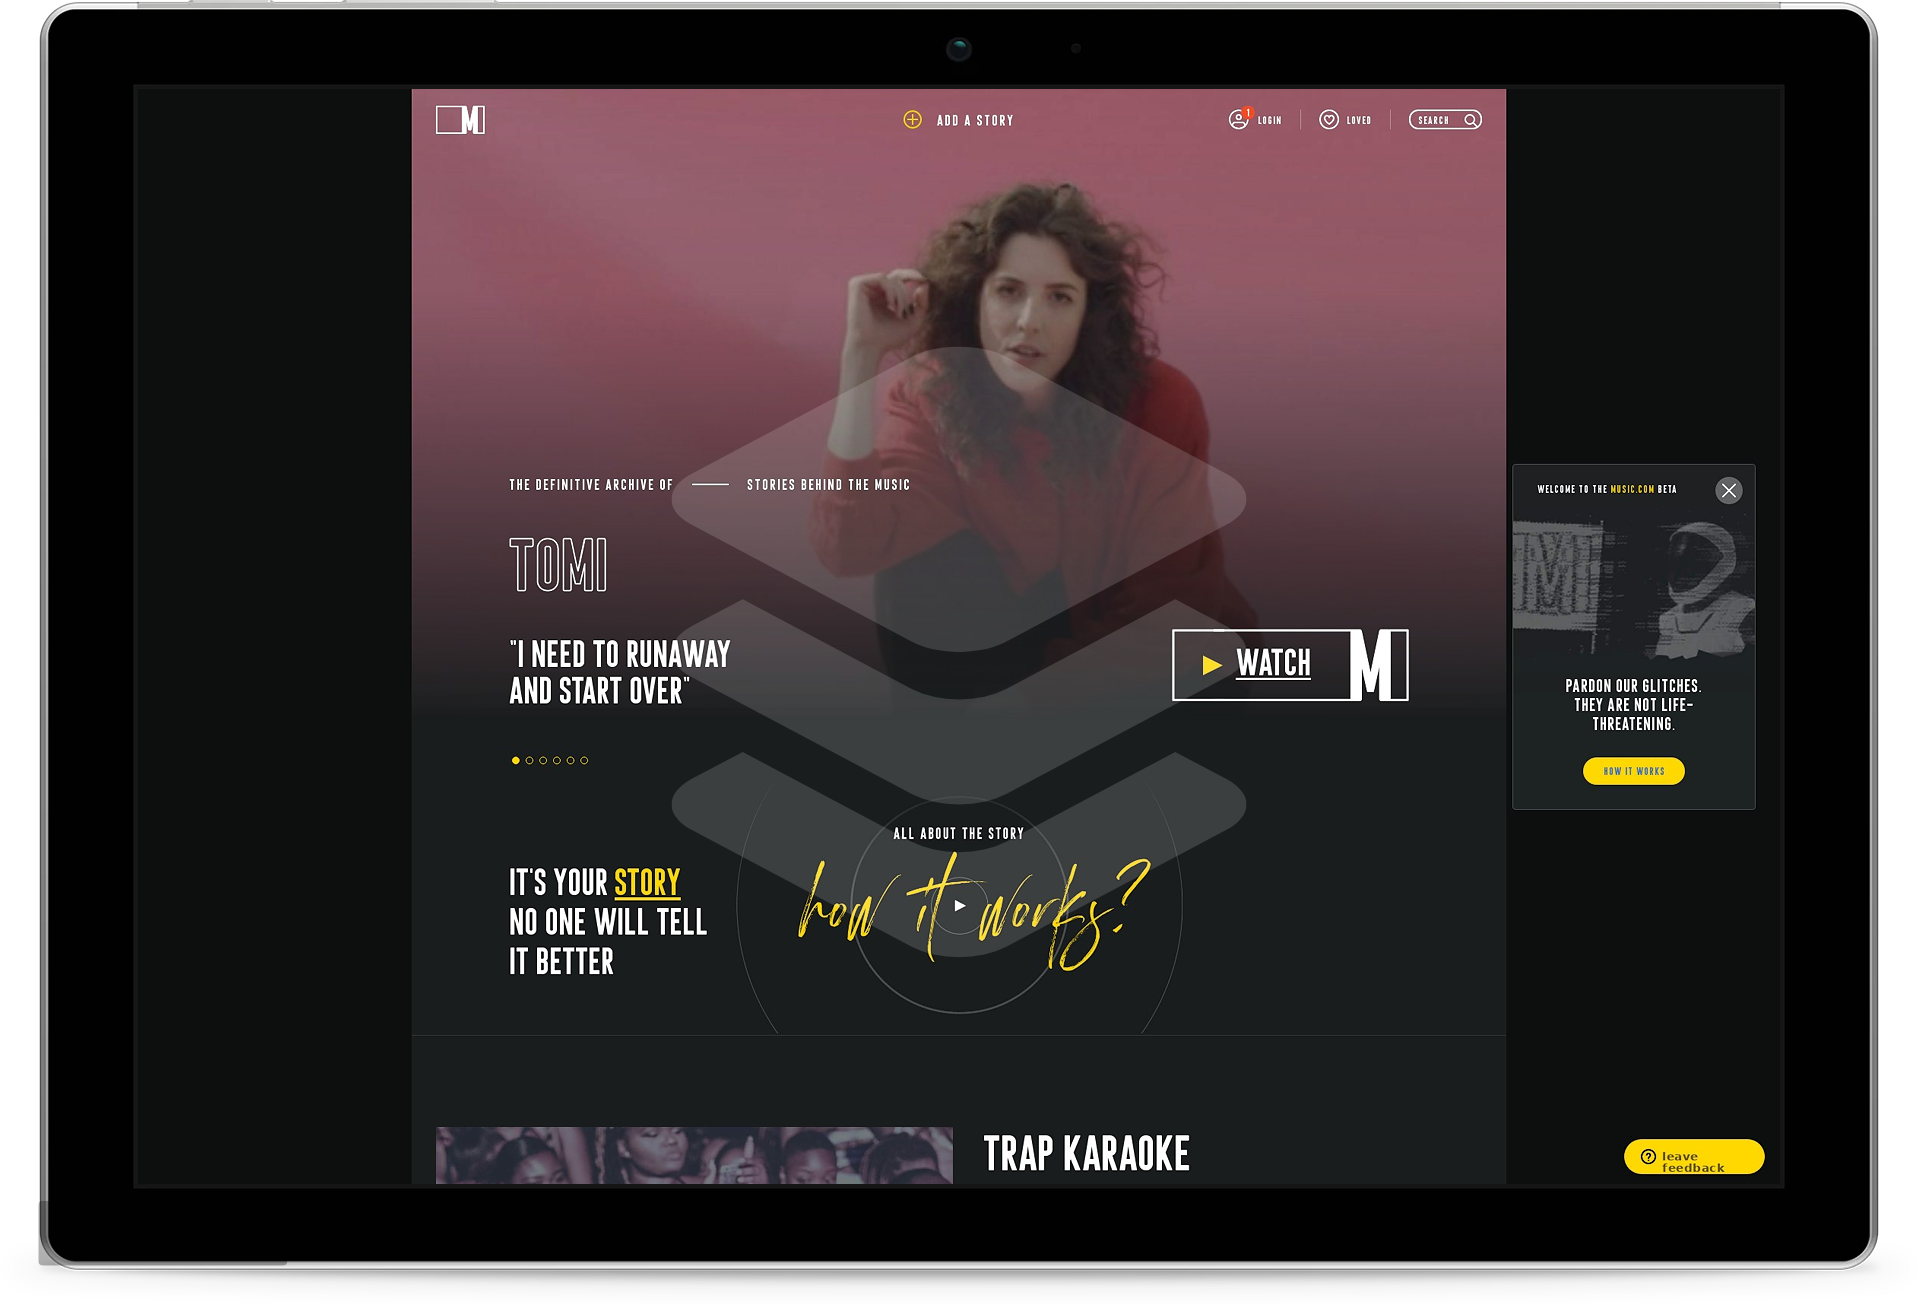 M
ADD A STORY
1
LOGIN
LOVED
SEARCH
THE DEFINITIVE ARCHIVE OF
STORIES BEHIND THE MUSIC
TOMI
"I NEED TO RUNAWAY
AND START OVER"
WATCH
M
WELCOME TO THE MUSIC.COM BETA
M
PARDON OUR GLITCHES.
THEY ARE NOT LIFE-
THREATENING.
HOW IT WORKS
ALL ABOUT THE STORY
how it works?
IT'S YOUR STORY
NO ONE WILL TELL
IT BETTER
TRAP KARAOKE
leave
feedback